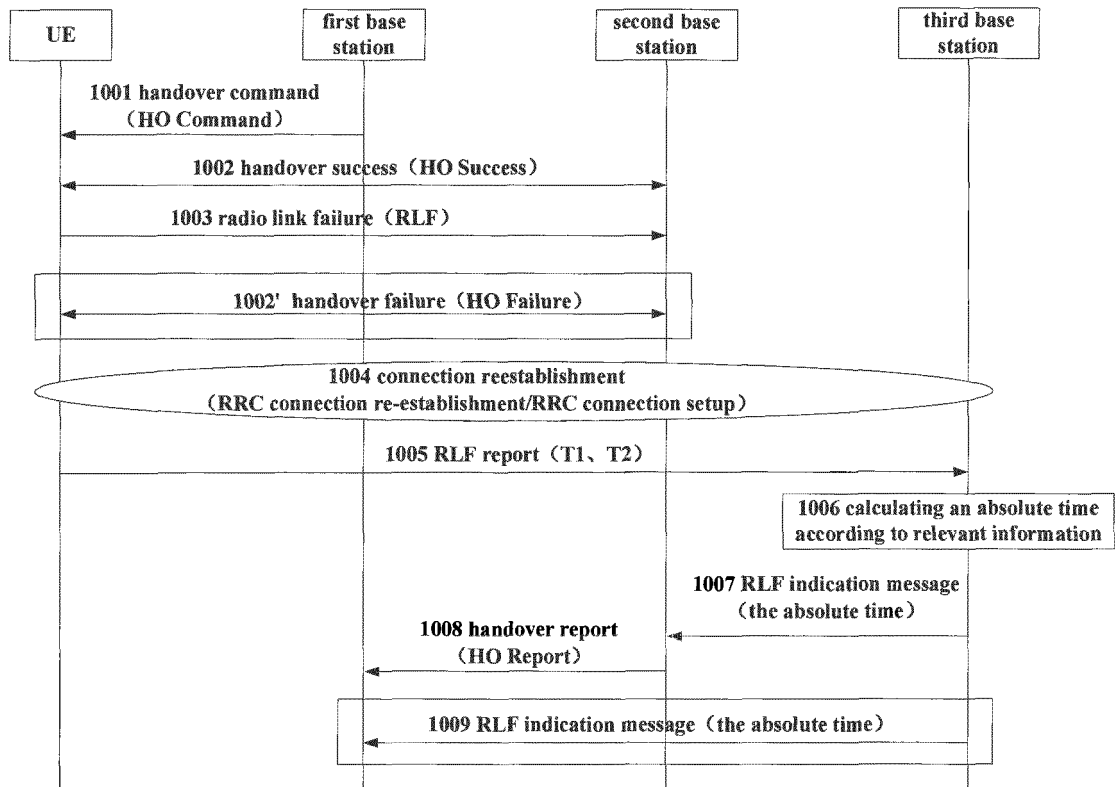 UE
first base
station
second base
station
third base
station
1001 handover command
（HO Command）
1002 handover success（HO Success）
1003 radio link failure（RLF）
1002' handover failure（HO Failure）
1004 connection reestablishment
（RRC connection re-establishment/RRC connection setup）
1005 RLF report（T1、T2）
1006 calculating an absolute time
according to relevant information
1007 RLF indication message
（the absolute time）
1008 handover report
（HO Report）
1009 RLF indication message（the absolute time）